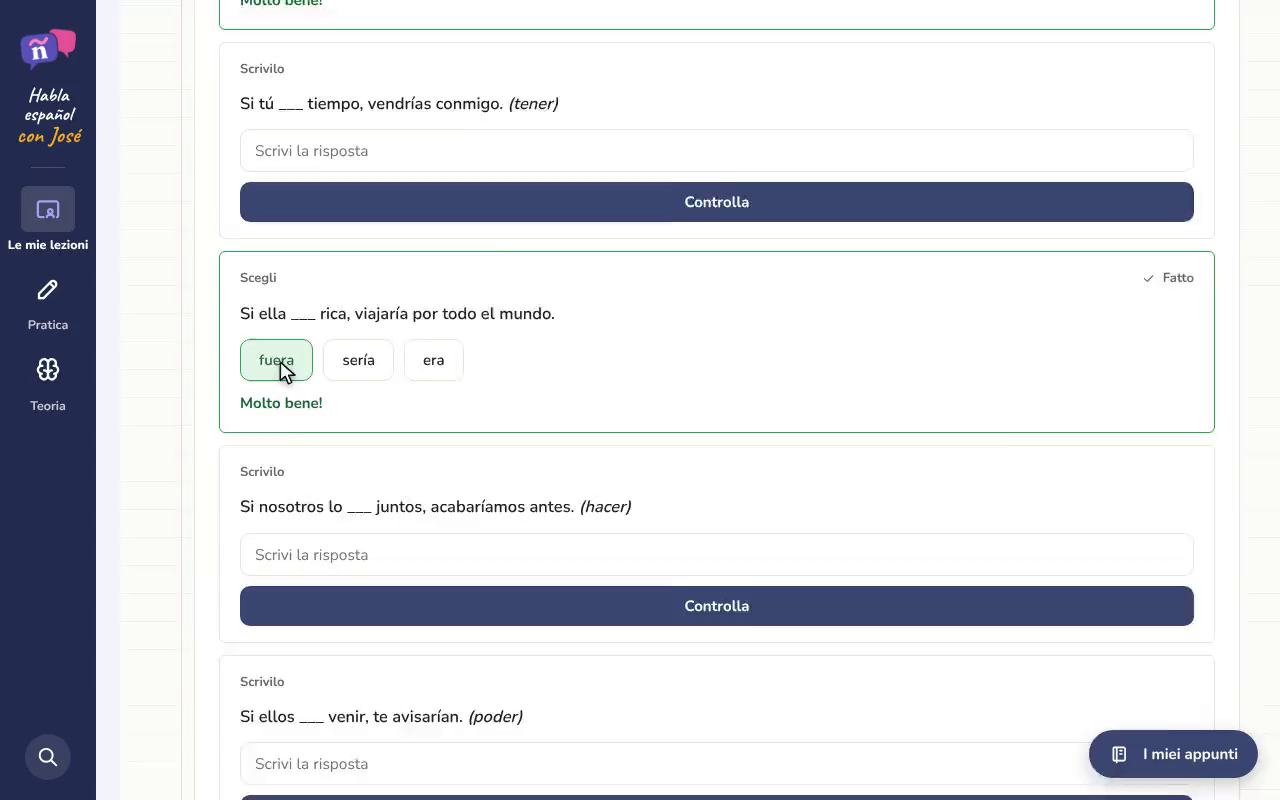 ñ
Habla
español
con José
Le mie lezioni
Pratica
Teoria
Molto bene!
Scrivilo
Si tú ___ tiempo, vendrías conmigo. (tener)
Scrivi la risposta
Controlla
Scegli
Fatto
Si ella ___ rica, viajaría por todo el mundo.
fuera sería era
Molto bene!
Scrivilo
Si nosotros lo ___ juntos, acabaríamos antes. (hacer)
Scrivi la risposta
Controlla
Scrivilo
Si ellos ___ venir, te avisarían. (poder)
Scrivi la risposta
I miei appunti